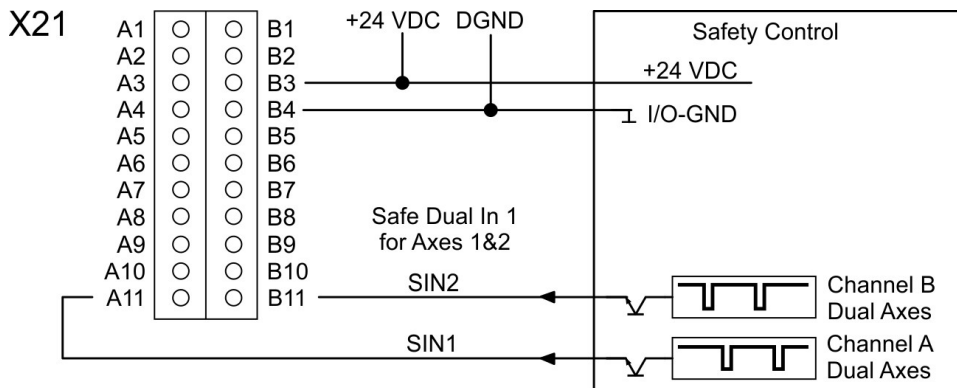 X21
+24 VDC DGND
Safety Control
A1 B1
A2 B2
A3 B3
+24 VDC
A4 B4
I/O-GND
A5 B5
A6 B6
A7 B7
A8 B8
Safe Dual In 1
for Axes 1&2
A9 B9
A10 B10
A11 B11
SIN2
Channel B
Dual Axes
SIN1
Channel A
Dual Axes